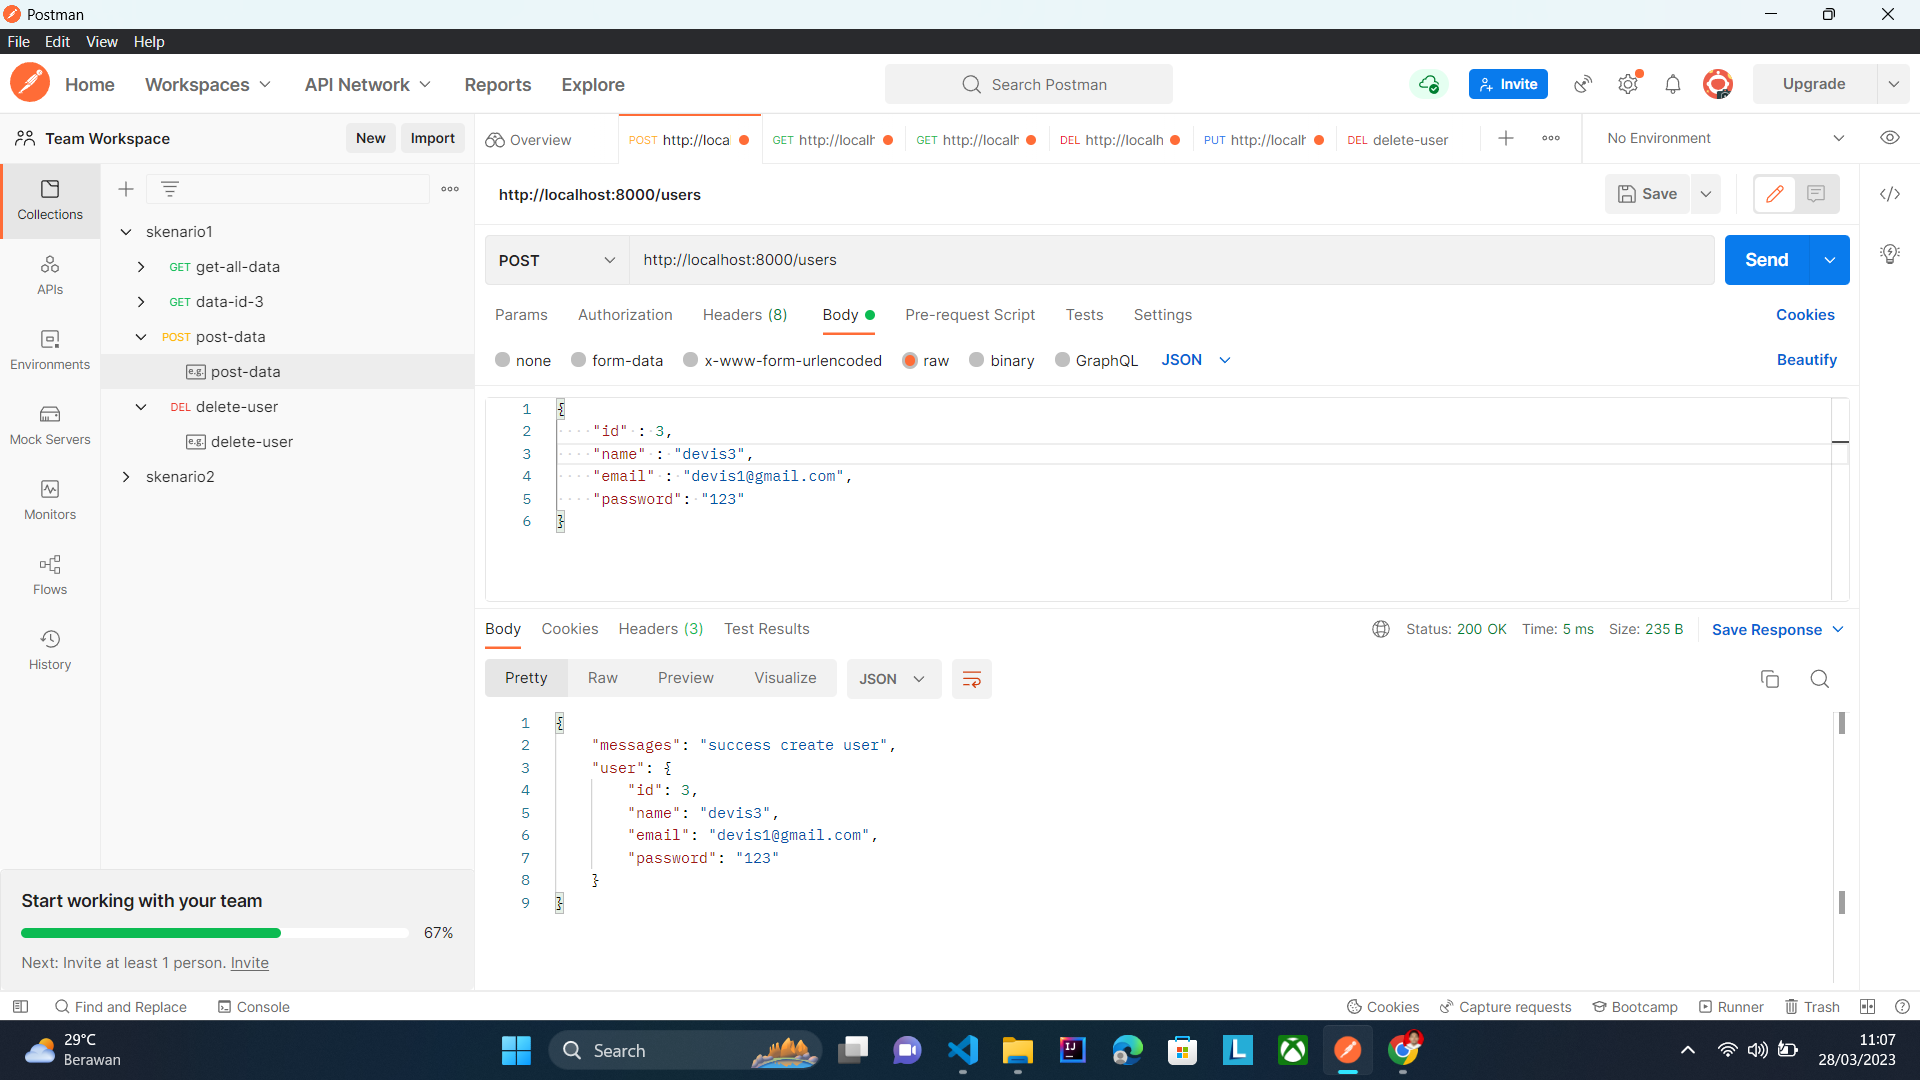 Postman
File Edit View Help
Home Workspaces API Network Reports Explore Search Postman Invite Upgrade
Team Workspace New Import Overview POST http://loca GET http://localh GET http://localh DEL http://localh PUT http://localh DEL delete-user No Environment
Collections
APIs
Environments
Mock Servers
Monitors
Flows
History
skenario1
GET get-all-data
GET data-id-3
POST post-data
e.g. post-data
DEL delete-user
e.g. delete-user
skenario2
http://localhost:8000/users Save
POST http://localhost:8000/users Send
Params Authorization Headers (8) Body Pre-request Script Tests Settings Cookies
none form-data x-www-form-urlencoded raw binary GraphQL JSON Beautify
1 {
2 "id" : 3,
3 "name" : "devis3",
4 "email" : "devis1@gmail.com",
5 "password": "123"
6 }
Body Cookies Headers (3) Test Results Status: 200 OK Time: 5 ms Size: 235 B Save Response
Pretty Raw Preview Visualize JSON
1 {
2 "messages": "success create user",
3 "user": {
4 "id": 3,
5 "name": "devis3",
6 "email": "devis1@gmail.com",
7 "password": "123"
8 }
9 }
Start working with your team
67%
Next: Invite at least 1 person. Invite
Find and Replace Console Cookies Capture requests Bootcamp Runner Trash
29°C
Berawan
Search
11:07
28/03/2023